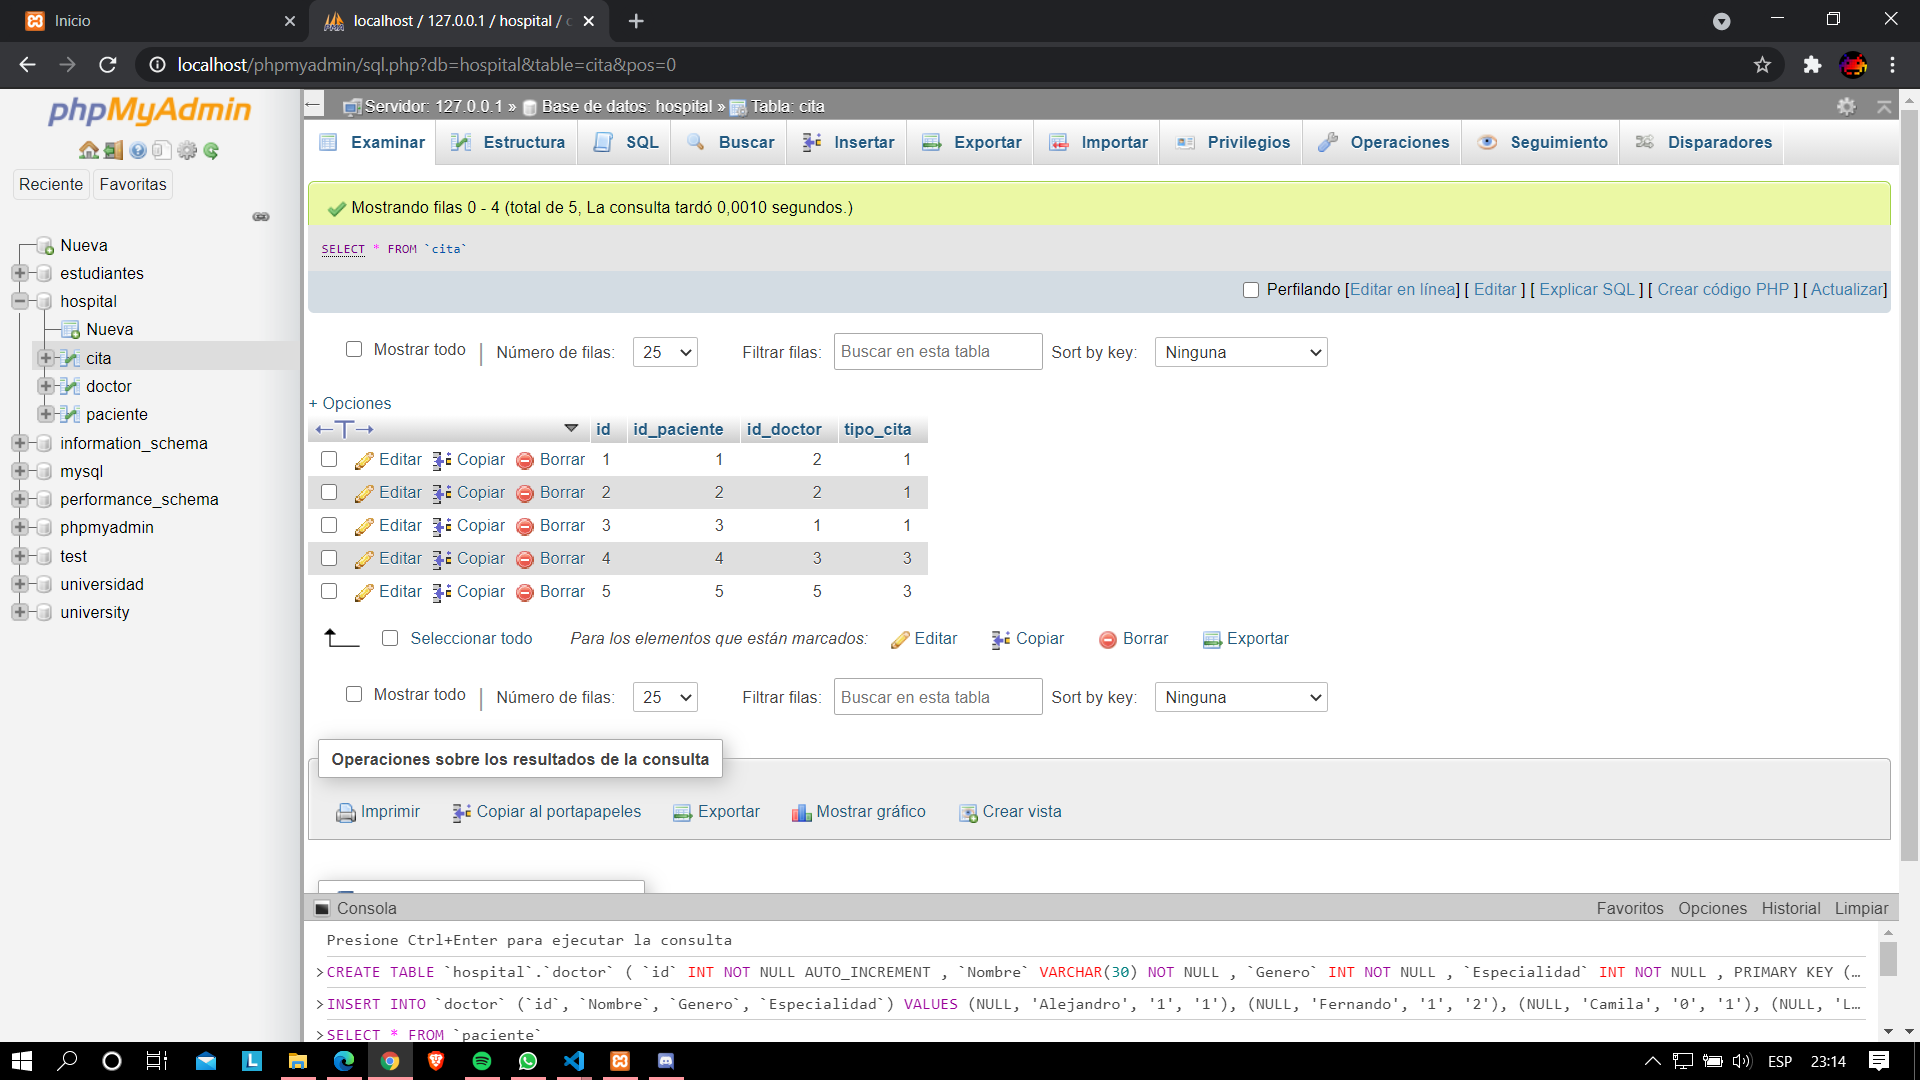 Inicio
localhost / 127.0.0.1 / hospital / c
localhost/phpmyadmin/sql.php?db=hospital&table=cita&pos=0
phpMyAdmin
Reciente Favoritas
Nueva
estudiantes
hospital
Nueva
cita
doctor
paciente
information_schema
mysql
performance_schema
phpmyadmin
test
universidad
university
Servidor: 127.0.0.1 » Base de datos: hospital » Tabla: cita
Examinar Estructura SQL Buscar Insertar Exportar Importar Privilegios Operaciones Seguimiento Disparadores
Mostrando filas 0 - 4 (total de 5, La consulta tardó 0,0010 segundos.)
SELECT * FROM `cita`
Perfilando [Editar en línea] [ Editar ] [ Explicar SQL ] [ Crear código PHP ] [ Actualizar]
Mostrar todo | Número de filas: 25 Filtrar filas: Buscar en esta tabla Sort by key: Ninguna
+ Opciones
←T→ id id_paciente id_doctor tipo_cita
Editar Copiar Borrar 1 1 2 1
Editar Copiar Borrar 2 2 2 1
Editar Copiar Borrar 3 3 1 1
Editar Copiar Borrar 4 4 3 3
Editar Copiar Borrar 5 5 5 3
Seleccionar todo Para los elementos que están marcados: Editar Copiar Borrar Exportar
Mostrar todo | Número de filas: 25 Filtrar filas: Buscar en esta tabla Sort by key: Ninguna
Operaciones sobre los resultados de la consulta
Imprimir Copiar al portapapeles Exportar Mostrar gráfico Crear vista
Consola Favoritos Opciones Historial Limpiar
Presione Ctrl+Enter para ejecutar la consulta
>CREATE TABLE `hospital`.`doctor` ( `id` INT NOT NULL AUTO_INCREMENT , `Nombre` VARCHAR(30) NOT NULL , `Genero` INT NOT NULL , `Especialidad` INT NOT NULL , PRIMARY KEY (…
>INSERT INTO `doctor` (`id`, `Nombre`, `Genero`, `Especialidad`) VALUES (NULL, 'Alejandro', '1', '1'), (NULL, 'Fernando', '1', '2'), (NULL, 'Camila', '0', '1'), (NULL, 'L…
>SELECT * FROM `paciente`
ESP 23:14